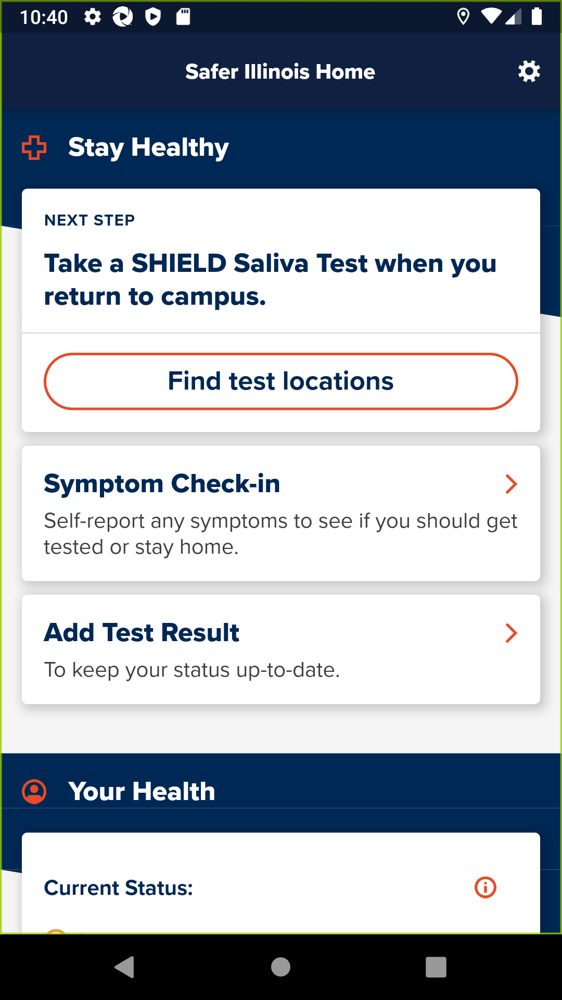 10:40
Safer Illinois Home
Stay Healthy
NEXT STEP
Take a SHIELD Saliva Test when you
return to campus.
Find test locations
Symptom Check-in
Self-report any symptoms to see if you should get
tested or stay home.
Add Test Result
To keep your status up-to-date.
Your Health
Current Status: